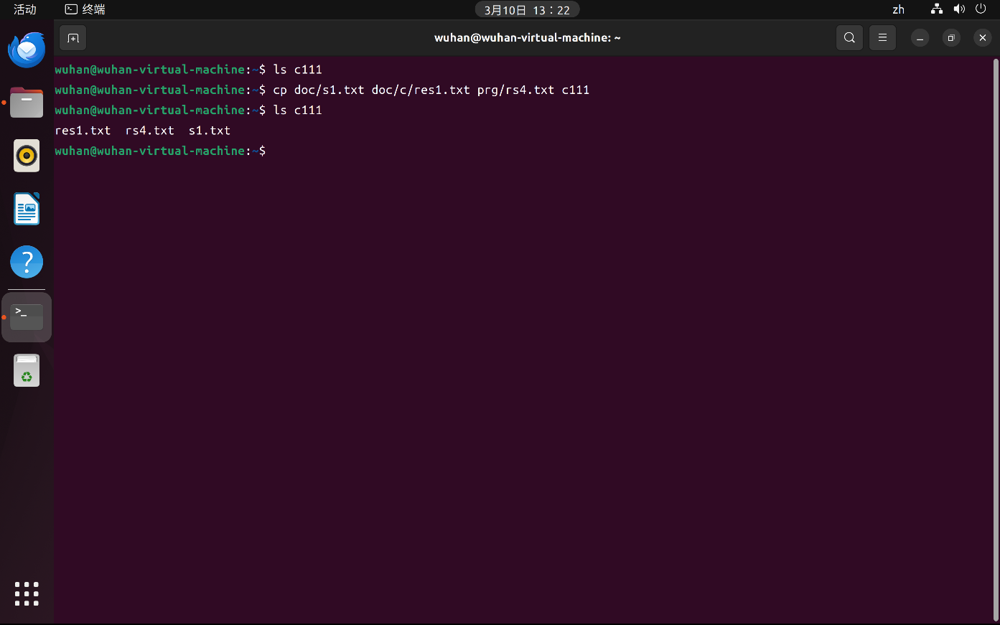 活动 终端 3月10日 13：22 zh
wuhan@wuhan-virtual-machine: ~
wuhan@wuhan-virtual-machine:~$ ls c111
wuhan@wuhan-virtual-machine:~$ cp doc/s1.txt doc/c/res1.txt prg/rs4.txt c111
wuhan@wuhan-virtual-machine:~$ ls c111
res1.txt  rs4.txt  s1.txt
wuhan@wuhan-virtual-machine:~$